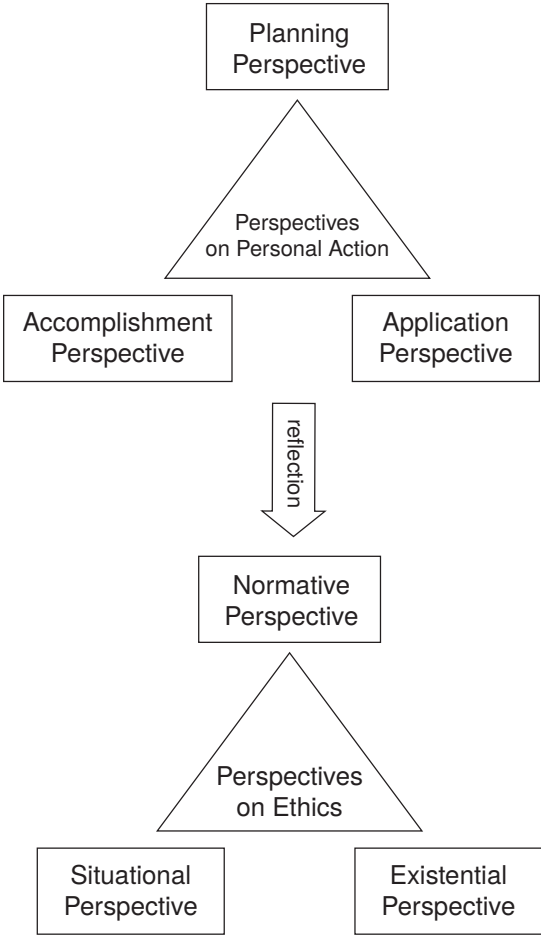 Planning
Perspective
Perspectives
on Personal Action
Accomplishment
Perspective
Application
Perspective
reflection
Normative
Perspective
Perspectives
on Ethics
Situational
Perspective
Existential
Perspective